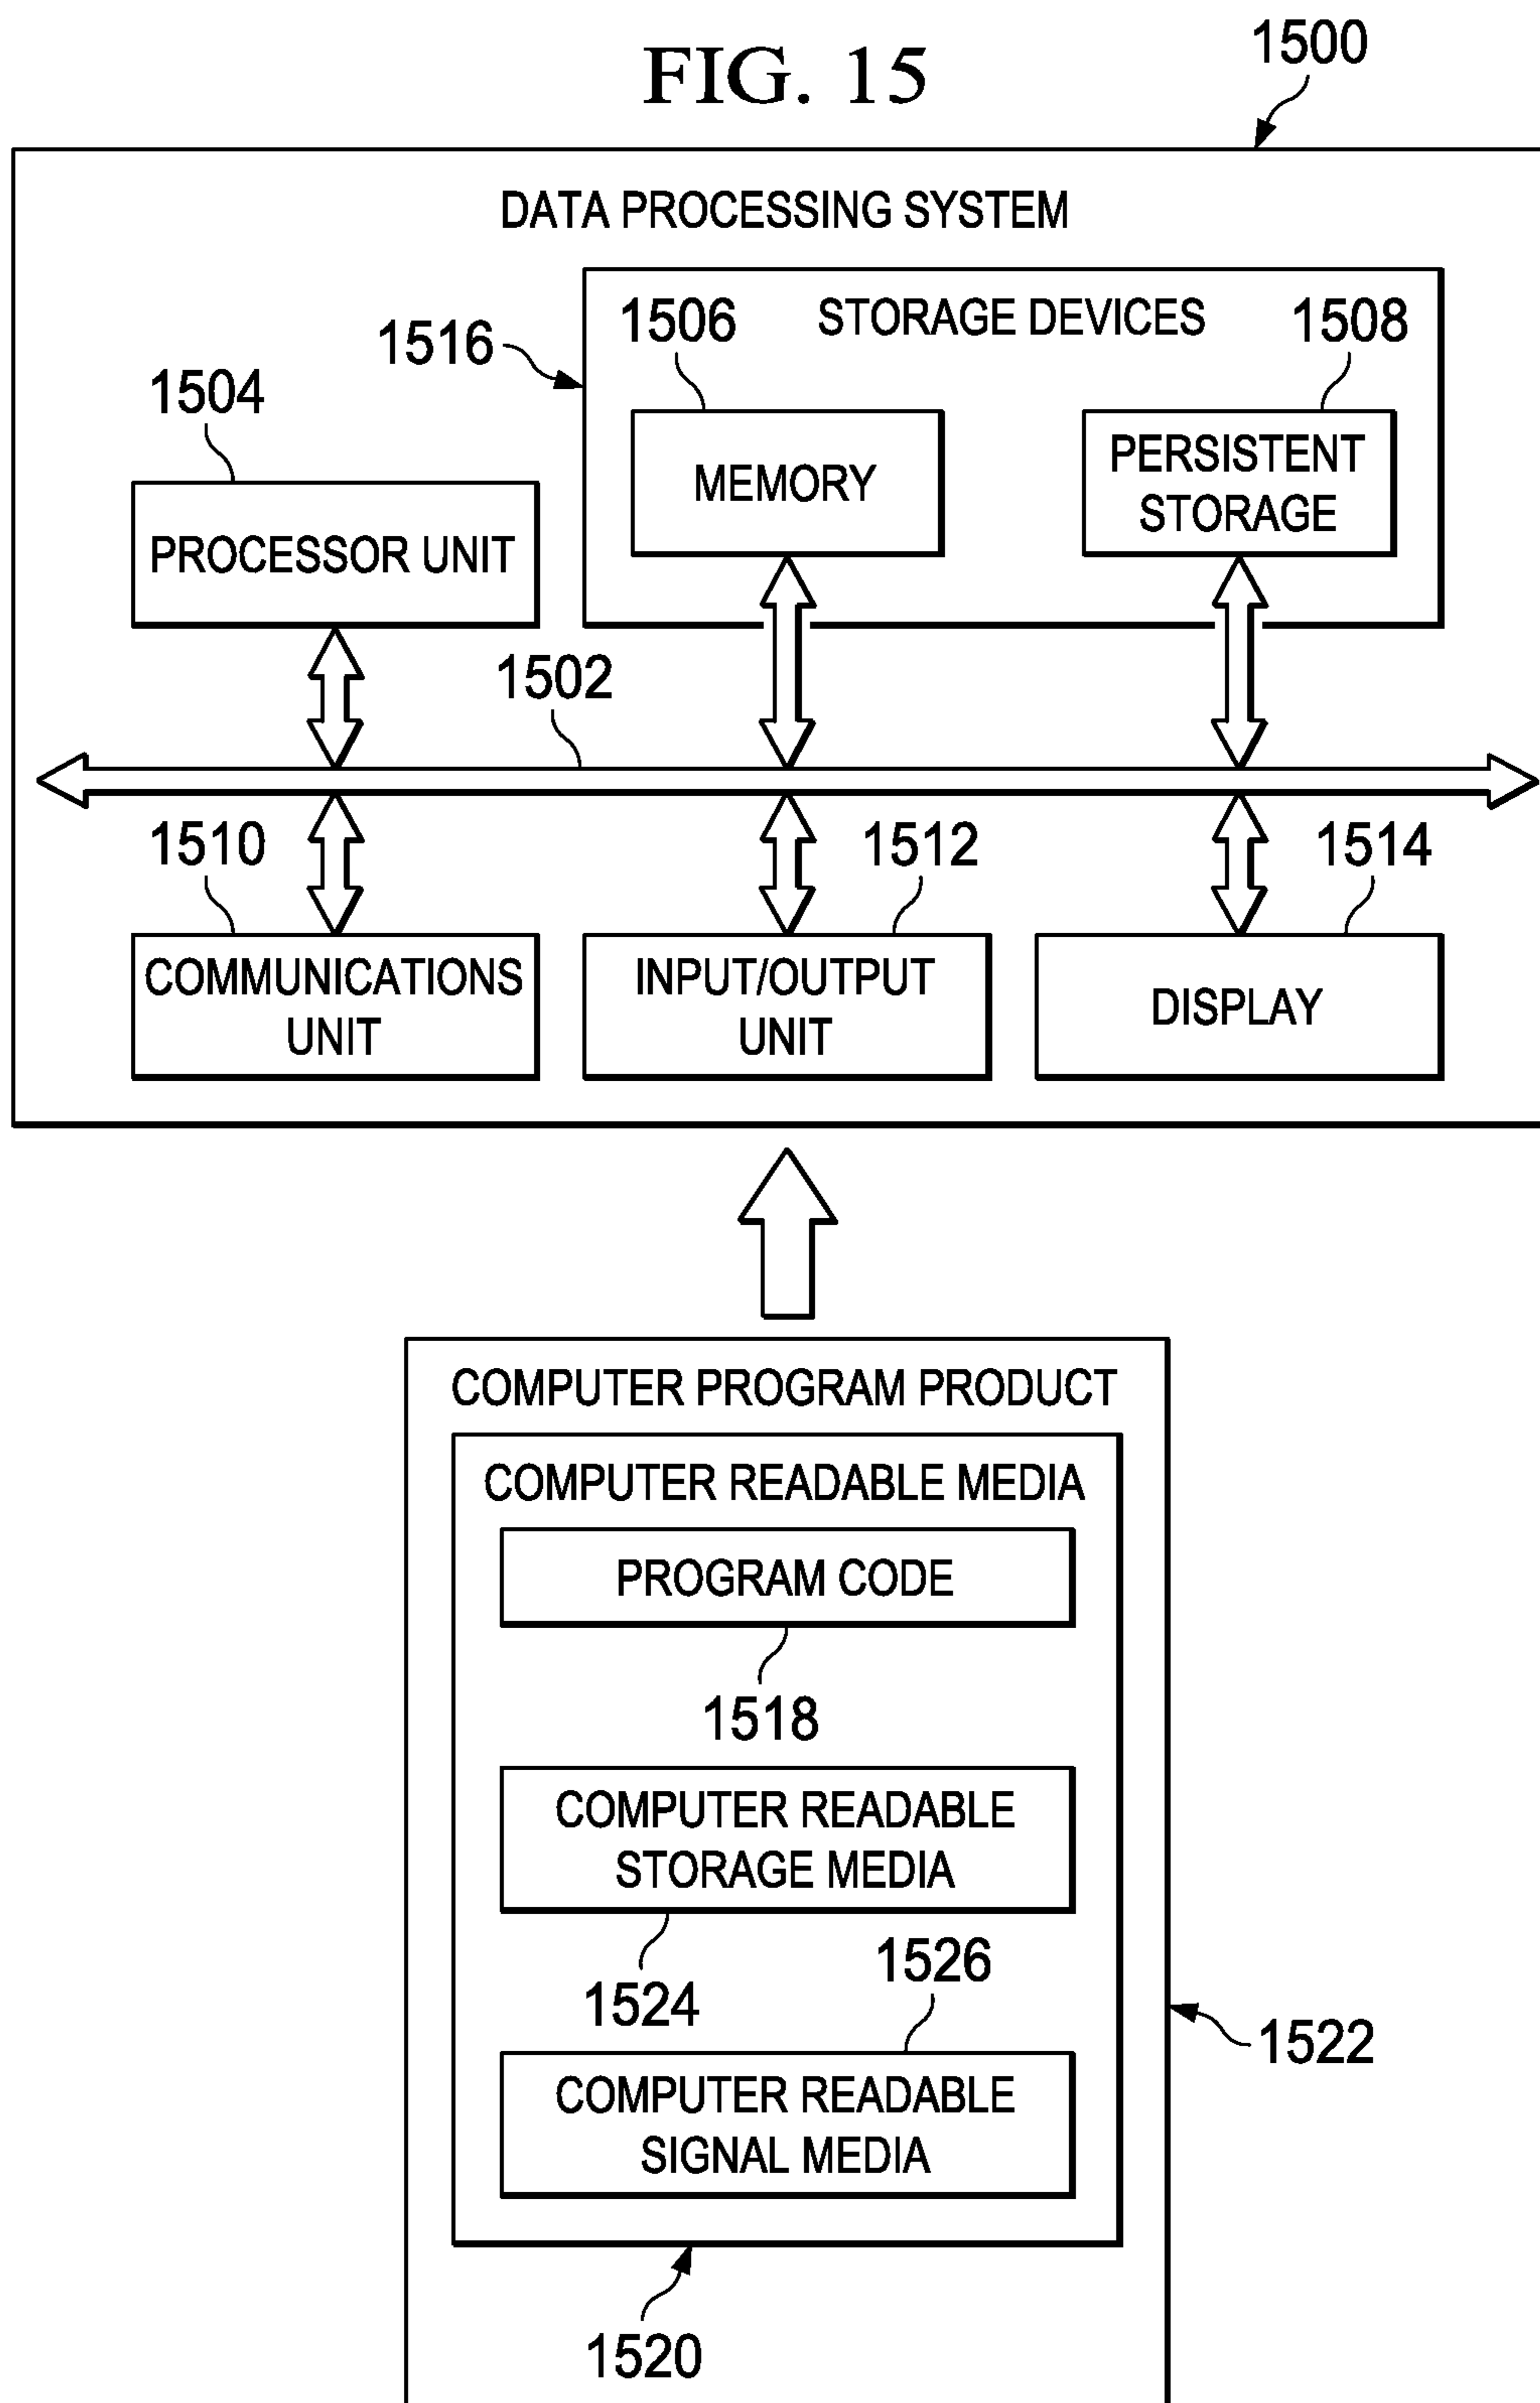 FIG. 15
1500
DATA PROCESSING SYSTEM
1516
1506
STORAGE DEVICES
1508
1504
MEMORY
PERSISTENT
STORAGE
PROCESSOR UNIT
1502
1510
1512
1514
COMMUNICATIONS
UNIT
INPUT/OUTPUT
UNIT
DISPLAY
COMPUTER PROGRAM PRODUCT
COMPUTER READABLE MEDIA
PROGRAM CODE
1518
COMPUTER READABLE
STORAGE MEDIA
1524
1526
COMPUTER READABLE
SIGNAL MEDIA
1522
1520